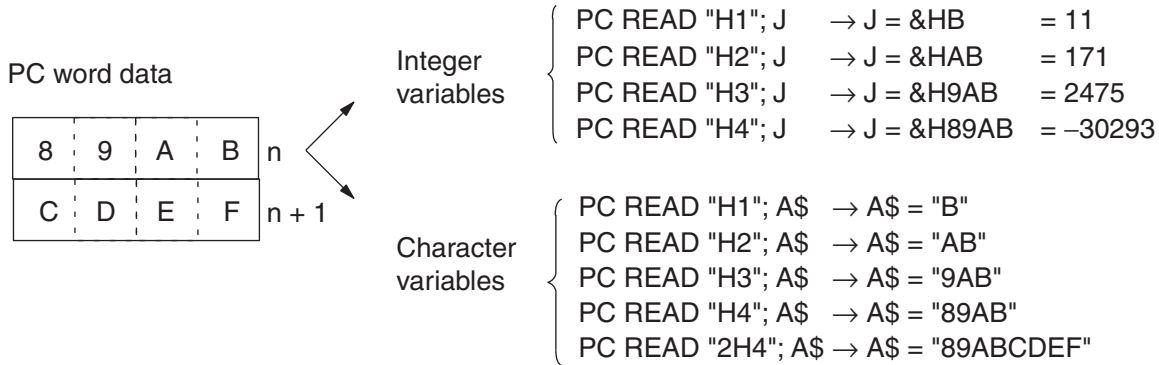 PC word data
8 9 A B n
C D E F n + 1
Integer
variables
PC READ "H1"; J → J = &HB = 11
PC READ "H2"; J → J = &HAB = 171
PC READ "H3"; J → J = &H9AB = 2475
PC READ "H4"; J → J = &H89AB = −30293
Character
variables
PC READ "H1"; A$ → A$ = "B"
PC READ "H2"; A$ → A$ = "AB"
PC READ "H3"; A$ → A$ = "9AB"
PC READ "H4"; A$ → A$ = "89AB"
PC READ "2H4"; A$ → A$ = "89ABCDEF"